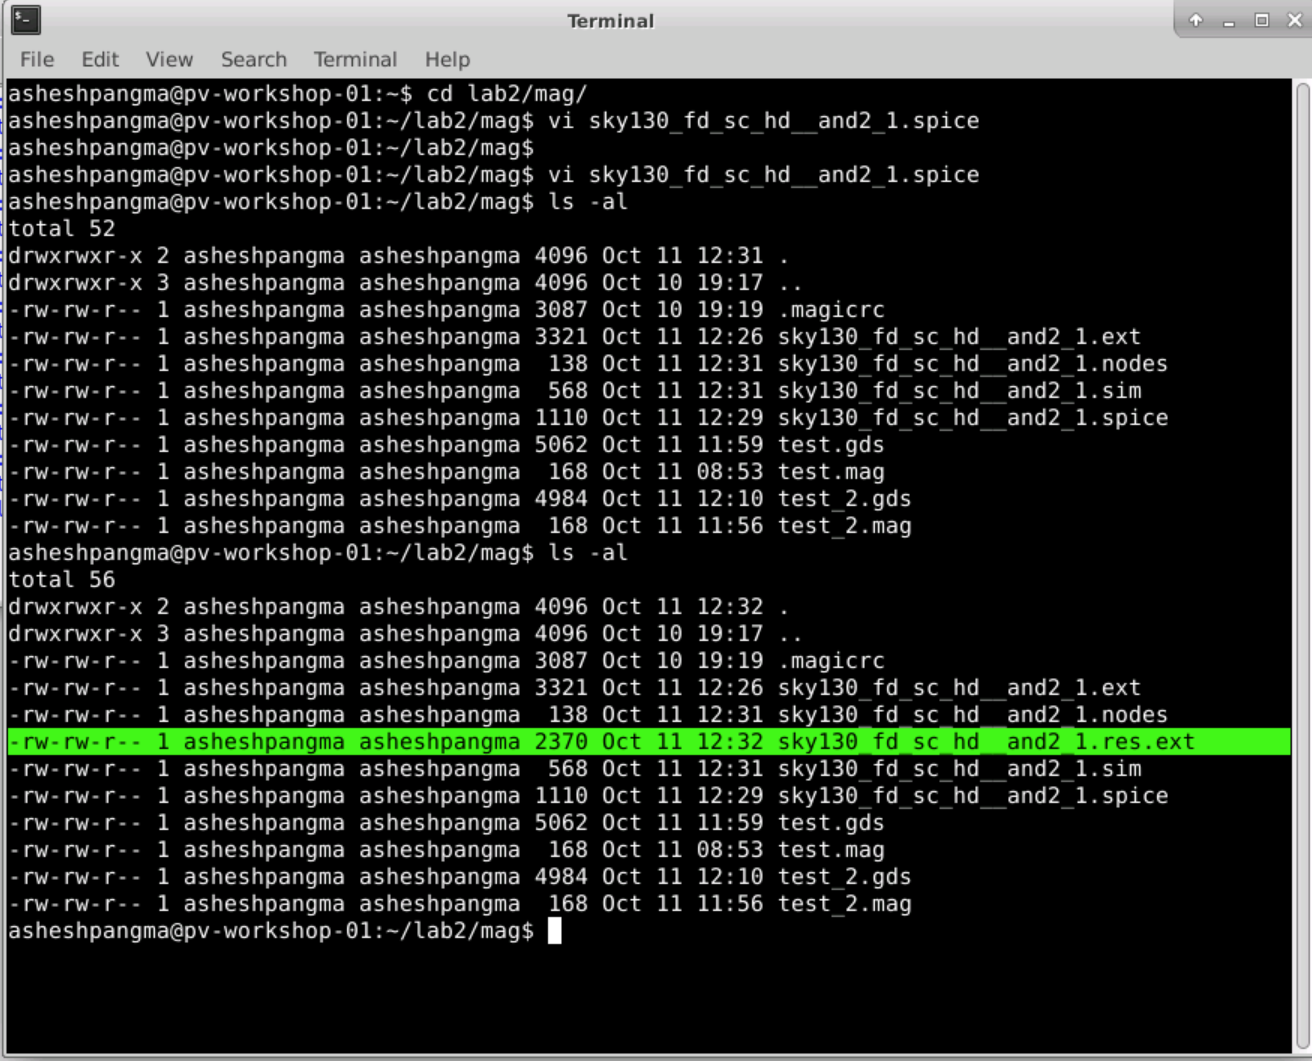 Terminal
File Edit View Search Terminal Help
asheshpangma@pv-workshop-01:~$ cd lab2/mag/
asheshpangma@pv-workshop-01:~/lab2/mag$ vi sky130_fd_sc_hd__and2_1.spice
asheshpangma@pv-workshop-01:~/lab2/mag$
asheshpangma@pv-workshop-01:~/lab2/mag$ vi sky130_fd_sc_hd__and2_1.spice
asheshpangma@pv-workshop-01:~/lab2/mag$ ls -al
total 52
drwxrwxr-x 2 asheshpangma asheshpangma 4096 Oct 11 12:31 .
drwxrwxr-x 3 asheshpangma asheshpangma 4096 Oct 10 19:17 ..
-rw-rw-r-- 1 asheshpangma asheshpangma 3087 Oct 10 19:19 .magicrc
-rw-rw-r-- 1 asheshpangma asheshpangma 3321 Oct 11 12:26 sky130_fd_sc_hd__and2_1.ext
-rw-rw-r-- 1 asheshpangma asheshpangma  138 Oct 11 12:31 sky130_fd_sc_hd__and2_1.nodes
-rw-rw-r-- 1 asheshpangma asheshpangma  568 Oct 11 12:31 sky130_fd_sc_hd__and2_1.sim
-rw-rw-r-- 1 asheshpangma asheshpangma 1110 Oct 11 12:29 sky130_fd_sc_hd__and2_1.spice
-rw-rw-r-- 1 asheshpangma asheshpangma 5062 Oct 11 11:59 test.gds
-rw-rw-r-- 1 asheshpangma asheshpangma  168 Oct 11 08:53 test.mag
-rw-rw-r-- 1 asheshpangma asheshpangma 4984 Oct 11 12:10 test_2.gds
-rw-rw-r-- 1 asheshpangma asheshpangma  168 Oct 11 11:56 test_2.mag
asheshpangma@pv-workshop-01:~/lab2/mag$ ls -al
total 56
drwxrwxr-x 2 asheshpangma asheshpangma 4096 Oct 11 12:32 .
drwxrwxr-x 3 asheshpangma asheshpangma 4096 Oct 10 19:17 ..
-rw-rw-r-- 1 asheshpangma asheshpangma 3087 Oct 10 19:19 .magicrc
-rw-rw-r-- 1 asheshpangma asheshpangma 3321 Oct 11 12:26 sky130_fd_sc_hd__and2_1.ext
-rw-rw-r-- 1 asheshpangma asheshpangma  138 Oct 11 12:31 sky130_fd_sc_hd__and2_1.nodes
-rw-rw-r-- 1 asheshpangma asheshpangma 2370 Oct 11 12:32 sky130_fd_sc_hd__and2_1.res.ext
-rw-rw-r-- 1 asheshpangma asheshpangma  568 Oct 11 12:31 sky130_fd_sc_hd__and2_1.sim
-rw-rw-r-- 1 asheshpangma asheshpangma 1110 Oct 11 12:29 sky130_fd_sc_hd__and2_1.spice
-rw-rw-r-- 1 asheshpangma asheshpangma 5062 Oct 11 11:59 test.gds
-rw-rw-r-- 1 asheshpangma asheshpangma  168 Oct 11 08:53 test.mag
-rw-rw-r-- 1 asheshpangma asheshpangma 4984 Oct 11 12:10 test_2.gds
-rw-rw-r-- 1 asheshpangma asheshpangma  168 Oct 11 11:56 test_2.mag
asheshpangma@pv-workshop-01:~/lab2/mag$